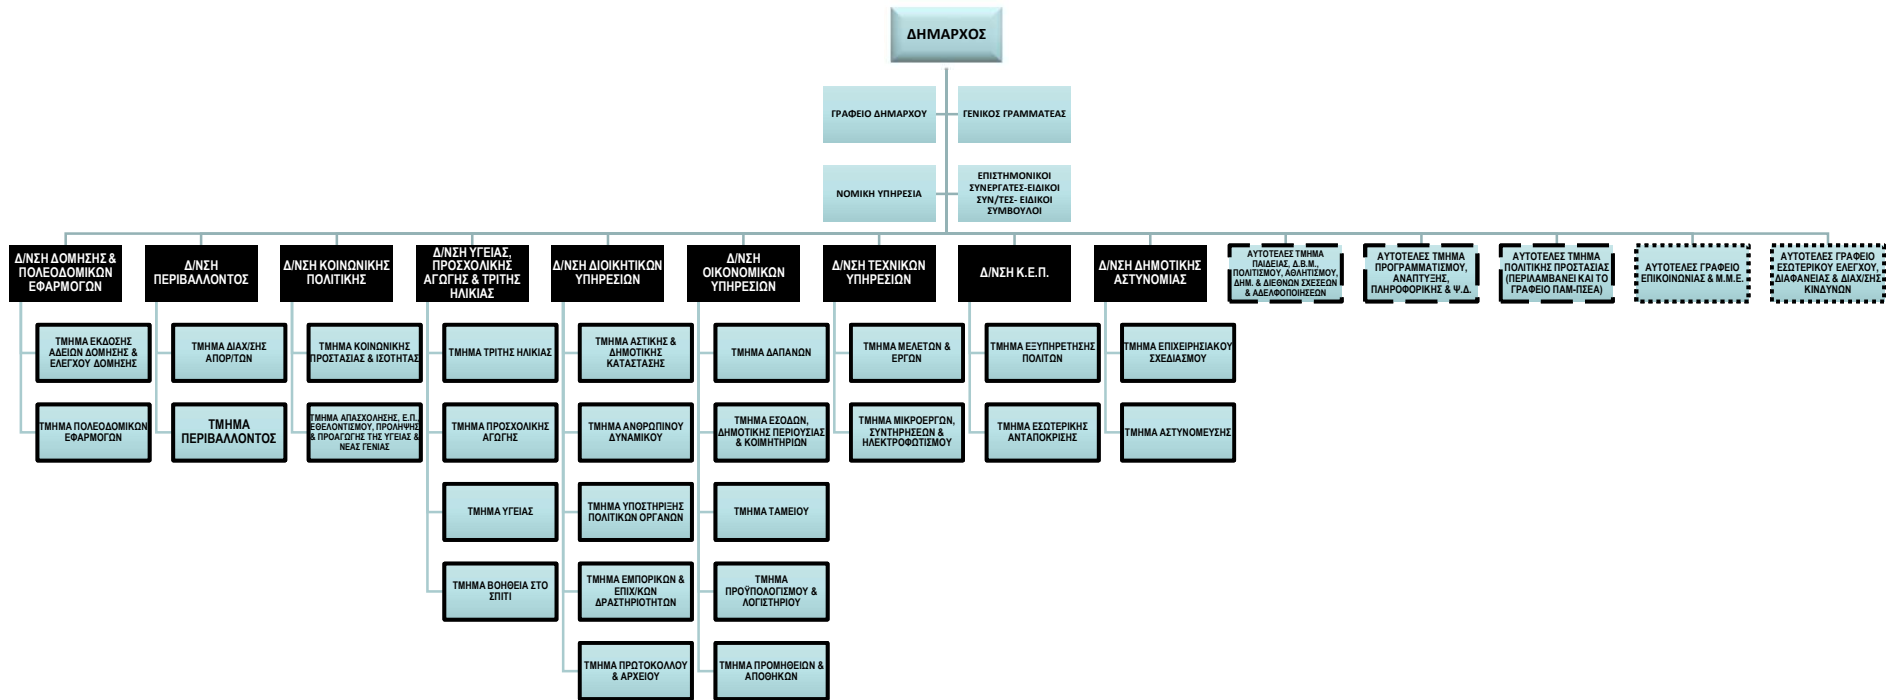 ΔΗΜΑΡΧΟΣ
ΓΡΑΦΕΙΟ ΔΗΜΑΡΧΟΥ
ΓΕΝΙΚΟΣ ΓΡΑΜΜΑΤΕΑΣ
ΝΟΜΙΚΗ ΥΠΗΡΕΣΙΑ
ΕΠΙΣΤΗΜΟΝΙΚΟΙ
ΣΥΝΕΡΓΑΤΕΣ-ΕΙΔΙΚΟΙ
ΣΥΝ/ΤΕΣ- ΕΙΔΙΚΟΙ
ΣΥΜΒΟΥΛΟΙ
Δ/ΝΣΗ ΔΟΜΗΣΗΣ &
ΠΟΛΕΟΔΟΜΙΚΩΝ
ΕΦΑΡΜΟΓΩΝ
Δ/ΝΣΗ
ΠΕΡΙΒΑΛΛΟΝΤΟΣ
Δ/ΝΣΗ ΚΟΙΝΩΝΙΚΗΣ
ΠΟΛΙΤΙΚΗΣ
Δ/ΝΣΗ ΥΓΕΙΑΣ,
ΠΡΟΣΧΟΛΙΚΗΣ
ΑΓΩΓΗΣ & ΤΡΙΤΗΣ
ΗΛΙΚΙΑΣ
Δ/ΝΣΗ ΔΙΟΙΚΗΤΙΚΩΝ
ΥΠΗΡΕΣΙΩΝ
Δ/ΝΣΗ
ΟΙΚΟΝΟΜΙΚΩΝ
ΥΠΗΡΕΣΙΩΝ
Δ/ΝΣΗ ΤΕΧΝΙΚΩΝ
ΥΠΗΡΕΣΙΩΝ
Δ/ΝΣΗ Κ.Ε.Π.
Δ/ΝΣΗ ΔΗΜΟΤΙΚΗΣ
ΑΣΤΥΝΟΜΙΑΣ
ΑΥΤΟΤΕΛΕΣ ΤΜΗΜΑ
ΠΑΙΔΕΙΑΣ, Δ.Β.Μ.,
ΠΟΛΙΤΙΣΜΟΥ, ΑΘΛΗΤΙΣΜΟΥ,
ΔΗΜ. & ΔΙΕΘΝΩΝ ΣΧΕΣΕΩΝ
& ΑΔΕΛΦΟΠΟΙΗΣΕΩΝ
ΑΥΤΟΤΕΛΕΣ ΤΜΗΜΑ
ΠΡΟΓΡΑΜΜΑΤΙΣΜΟΥ,
ΑΝΑΠΤΥΞΗΣ,
ΠΛΗΡΟΦΟΡΙΚΗΣ & Ψ.Δ.
ΑΥΤΟΤΕΛΕΣ ΤΜΗΜΑ
ΠΟΛΙΤΙΚΗΣ ΠΡΟΣΤΑΣΙΑΣ
(ΠΕΡΙΛΑΜΒΑΝΕΙ ΚΑΙ ΤΟ
ΓΡΑΦΕΙΟ ΠΑΜ-ΠΣΕΑ)
ΑΥΤΟΤΕΛΕΣ ΓΡΑΦΕΙΟ
ΕΠΙΚΟΙΝΩΝΙΑΣ & Μ.Μ.Ε.
ΑΥΤΟΤΕΛΕΣ ΓΡΑΦΕΙΟ
ΕΣΩΤΕΡΙΚΟΥ ΕΛΕΓΧΟΥ,
ΔΙΑΦΑΝΕΙΑΣ & ΔΙΑΧ/ΣΗΣ
ΚΙΝΔΥΝΩΝ
ΤΜΗΜΑ ΕΚΔΟΣΗΣ
ΑΔΕΙΩΝ ΔΟΜΗΣΗΣ &
ΕΛΕΓΧΟΥ ΔΟΜΗΣΗΣ
ΤΜΗΜΑ ΔΙΑΧ/ΣΗΣ
ΑΠΟΡ/ΤΩΝ
ΤΜΗΜΑ ΚΟΙΝΩΝΙΚΗΣ
ΠΡΟΣΤΑΣΙΑΣ & ΙΣΟΤΗΤΑΣ
ΤΜΗΜΑ ΤΡΙΤΗΣ ΗΛΙΚΙΑΣ
ΤΜΗΜΑ ΑΣΤΙΚΗΣ &
ΔΗΜΟΤΙΚΗΣ
ΚΑΤΑΣΤΑΣΗΣ
ΤΜΗΜΑ ΔΑΠΑΝΩΝ
ΤΜΗΜΑ ΜΕΛΕΤΩΝ &
ΕΡΓΩΝ
ΤΜΗΜΑ ΕΞΥΠΗΡΕΤΗΣΗΣ
ΠΟΛΙΤΩΝ
ΤΜΗΜΑ ΕΠΙΧΕΙΡΗΣΙΑΚΟΥ
ΣΧΕΔΙΑΣΜΟΥ
ΤΜΗΜΑ ΠΟΛΕΟΔΟΜΙΚΩΝ
ΕΦΑΡΜΟΓΩΝ
ΤΜΗΜΑ
ΠΕΡΙΒΑΛΛΟΝΤΟΣ
ΤΜΗΜΑ ΑΠΑΣΧΟΛΗΣΗΣ, Ε.Π.,
ΕΘΕΛΟΝΤΙΣΜΟΥ, ΠΡΟΛΗΨΗΣ
& ΠΡΟΑΓΩΓΗΣ ΤΗΣ ΥΓΕΙΑΣ &
ΝΕΑΣ ΓΕΝΙΑΣ
ΤΜΗΜΑ ΠΡΟΣΧΟΛΙΚΗΣ
ΑΓΩΓΗΣ
ΤΜΗΜΑ ΑΝΘΡΩΠΙΝΟΥ
ΔΥΝΑΜΙΚΟΥ
ΤΜΗΜΑ ΕΣΟΔΩΝ,
ΔΗΜΟΤΙΚΗΣ ΠΕΡΙΟΥΣΙΑΣ
& ΚΟΙΜΗΤΗΡΙΩΝ
ΤΜΗΜΑ ΜΙΚΡΟΕΡΓΩΝ,
ΣΥΝΤΗΡΗΣΕΩΝ &
ΗΛΕΚΤΡΟΦΩΤΙΣΜΟΥ
ΤΜΗΜΑ ΕΣΩΤΕΡΙΚΗΣ
ΑΝΤΑΠΟΚΡΙΣΗΣ
ΤΜΗΜΑ ΑΣΤΥΝΟΜΕΥΣΗΣ
ΤΜΗΜΑ ΥΓΕΙΑΣ
ΤΜΗΜΑ ΥΠΟΣΤΗΡΙΞΗΣ
ΠΟΛΙΤΙΚΩΝ ΟΡΓΑΝΩΝ
ΤΜΗΜΑ ΤΑΜΕΙΟΥ
ΤΜΗΜΑ ΒΟΗΘΕΙΑ ΣΤΟ
ΣΠΙΤΙ
ΤΜΗΜΑ ΕΜΠΟΡΙΚΩΝ &
ΕΠΙΧ/ΚΩΝ
ΔΡΑΣΤΗΡΙΟΤΗΤΩΝ
ΤΜΗΜΑ
ΠΡΟΫΠΟΛΟΓΙΣΜΟΥ &
ΛΟΓΙΣΤΗΡΙΟΥ
ΤΜΗΜΑ ΠΡΩΤΟΚΟΛΛΟΥ
& ΑΡΧΕΙΟΥ
ΤΜΗΜΑ ΠΡΟΜΗΘΕΙΩΝ &
ΑΠΟΘΗΚΩΝ